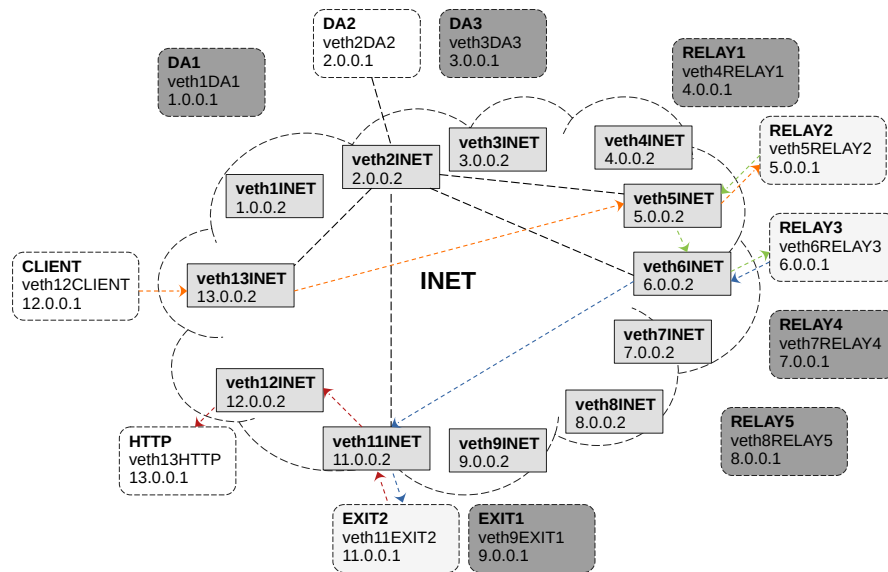 DA2
veth2DA2
2.0.0.1
DA3
veth3DA3
3.0.0.1
DA1
veth1DA1
1.0.0.1
RELAY1
veth4RELAY1
4.0.0.1
RELAY2
veth5RELAY2
5.0.0.1
veth3INET
3.0.0.2
veth4INET
4.0.0.2
veth2INET
2.0.0.2
veth1INET
1.0.0.2
veth5INET
5.0.0.2
RELAY3
veth6RELAY3
6.0.0.1
CLIENT
veth12CLIENT
12.0.0.1
veth13INET
13.0.0.2
INET
veth6INET
6.0.0.2
RELAY4
veth7RELAY4
7.0.0.1
veth7INET
7.0.0.2
veth12INET
12.0.0.2
veth8INET
8.0.0.2
RELAY5
veth8RELAY5
8.0.0.1
HTTP
veth13HTTP
13.0.0.1
veth11INET
11.0.0.2
veth9INET
9.0.0.2
EXIT2
veth11EXIT2
11.0.0.1
EXIT1
veth9EXIT1
9.0.0.1